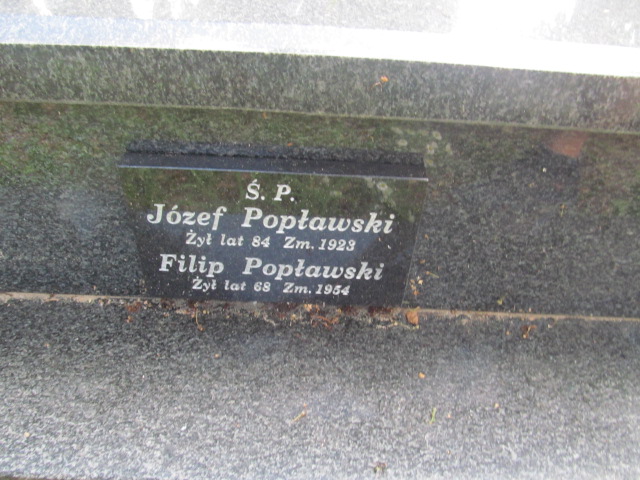 Ś. P.
Józef Popławski
Żył lat 84 Zm. 1923
Filip Popławski
Żył lat 68 Zm. 1954